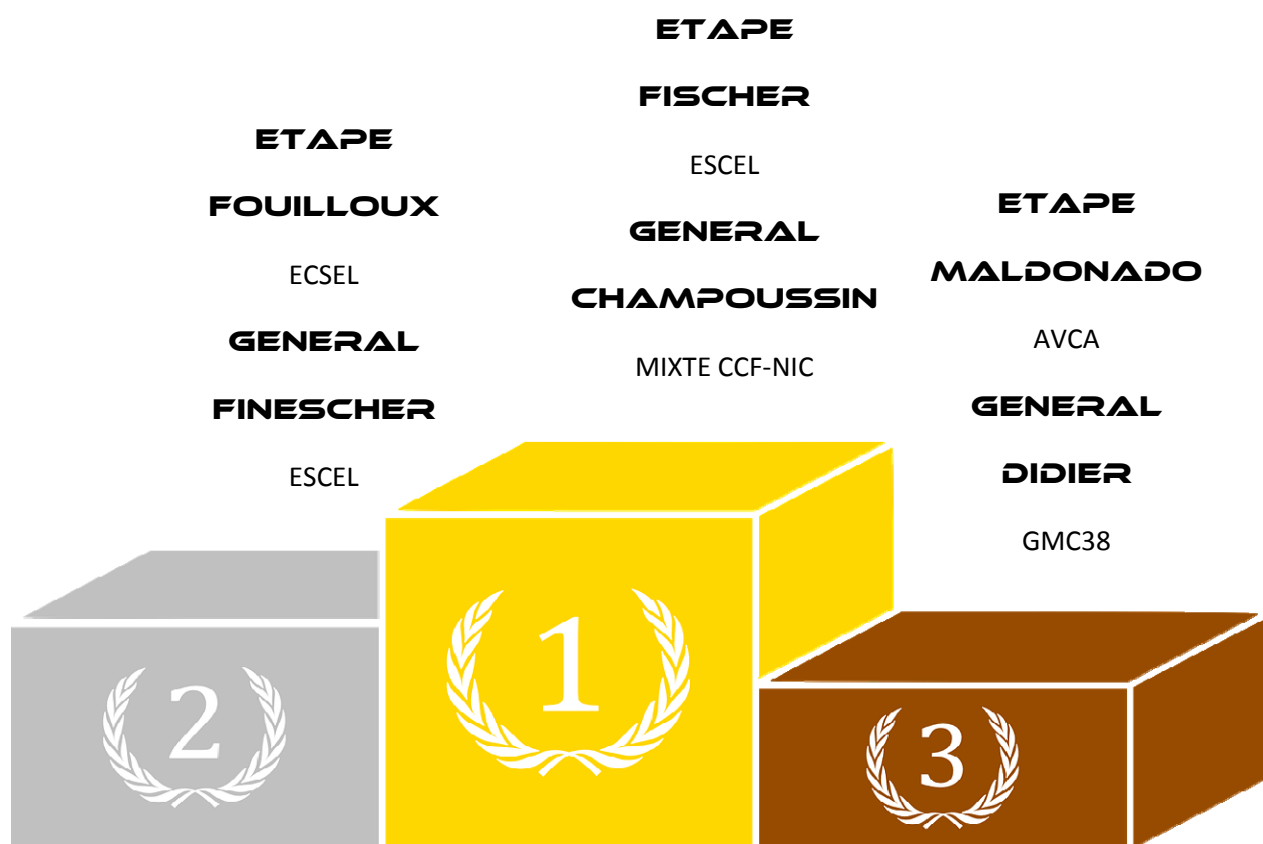 ETAPE
FOUILLOUX
ECSEL
GENERAL
FINESCHER
ESCEL
2
ETAPE
FISCHER
ESCEL
GENERAL
CHAMPOUSSIN
MIXTE CCF-NIC
1
ETAPE
MALDONADO
AVCA
GENERAL
DIDIER
GMC38
3